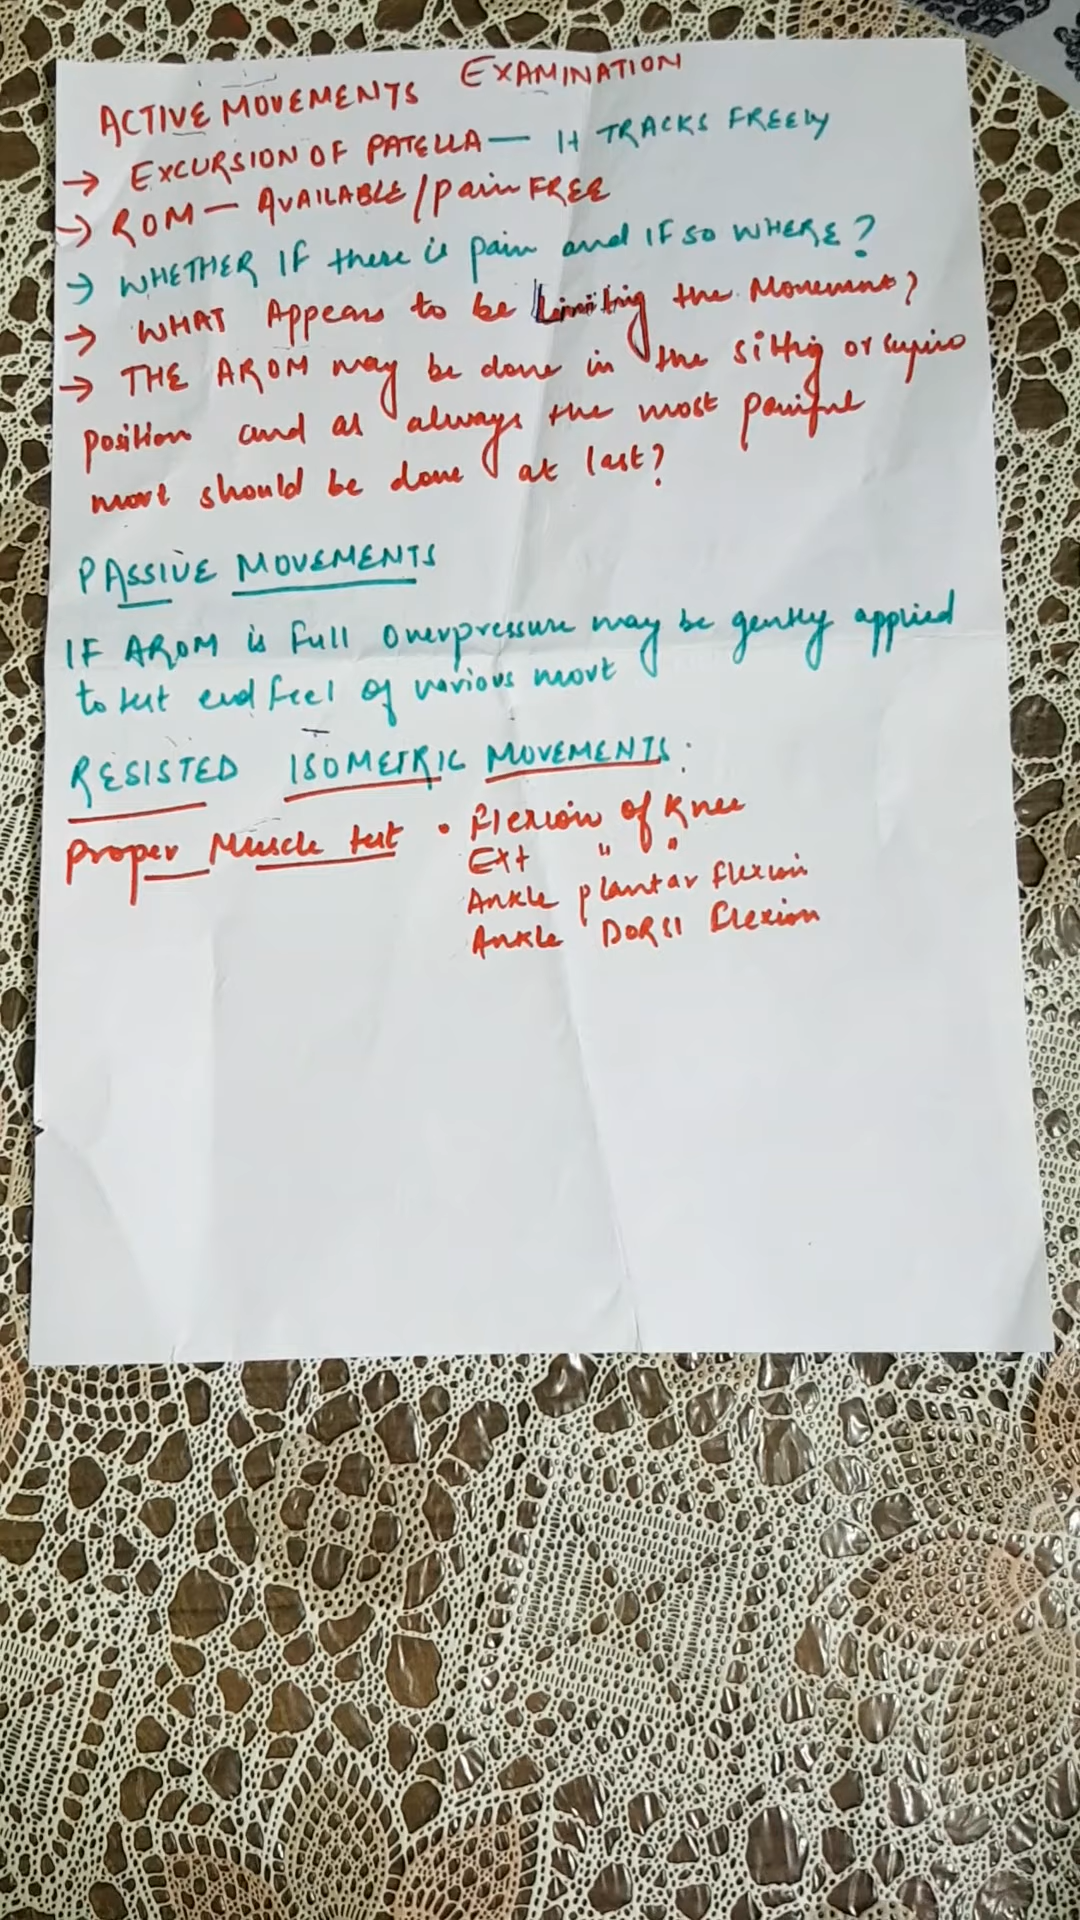 ACTIVE MOVEMENTS EXAMINATION
→ EXCURSION OF PATELLA — It TRACKS FREELY
→ ROM — AVAILABLE/pain FREE
→ WHETHER IF there is pain and IF so WHERE?
→ WHAT Appears to be Limiting the Movement?
→ THE AROM may be done in the sitting or supine
position and as always the most painful
movt should be done at last?
PASSIVE MOVEMENTS
IF AROM is full overpressure may be gently applied
to test end feel of various movt
RESISTED ISOMETRIC MOVEMENTS:
Proper Muscle test • flexion of knee
Ext " "
Ankle plantar flexion
Ankle DORSI flexion